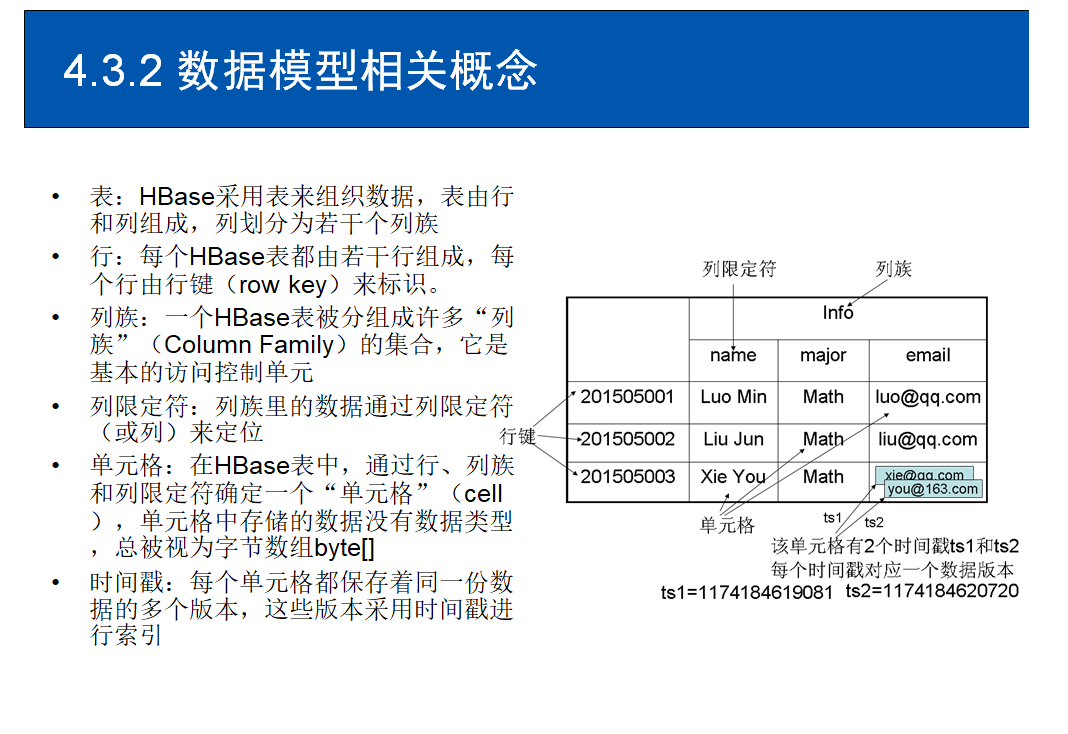 4.3.2 数据模型相关概念
• 表：HBase采用表来组织数据，表由行
和列组成，列划分为若干个列族
• 行：每个HBase表都由若干行组成，每
个行由行键（row key）来标识。
• 列族：一个HBase表被分组成许多“列
族”（Column Family）的集合，它是
基本的访问控制单元
• 列限定符：列族里的数据通过列限定符
（或列）来定位
• 单元格：在HBase表中，通过行、列族
和列限定符确定一个“单元格”（cell
），单元格中存储的数据没有数据类型
，总被视为字节数组byte[]
• 时间戳：每个单元格都保存着同一份数
据的多个版本，这些版本采用时间戳进
行索引
列限定符 列族
Info
name major email
201505001 Luo Min Math luo@qq.com
行键
201505002 Liu Jun Math liu@qq.com
201505003 Xie You Math xie@qq.com
you@163.com
单元格 ts1 ts2
该单元格有2个时间戳ts1和ts2
每个时间戳对应一个数据版本
ts1=1174184619081 ts2=1174184620720